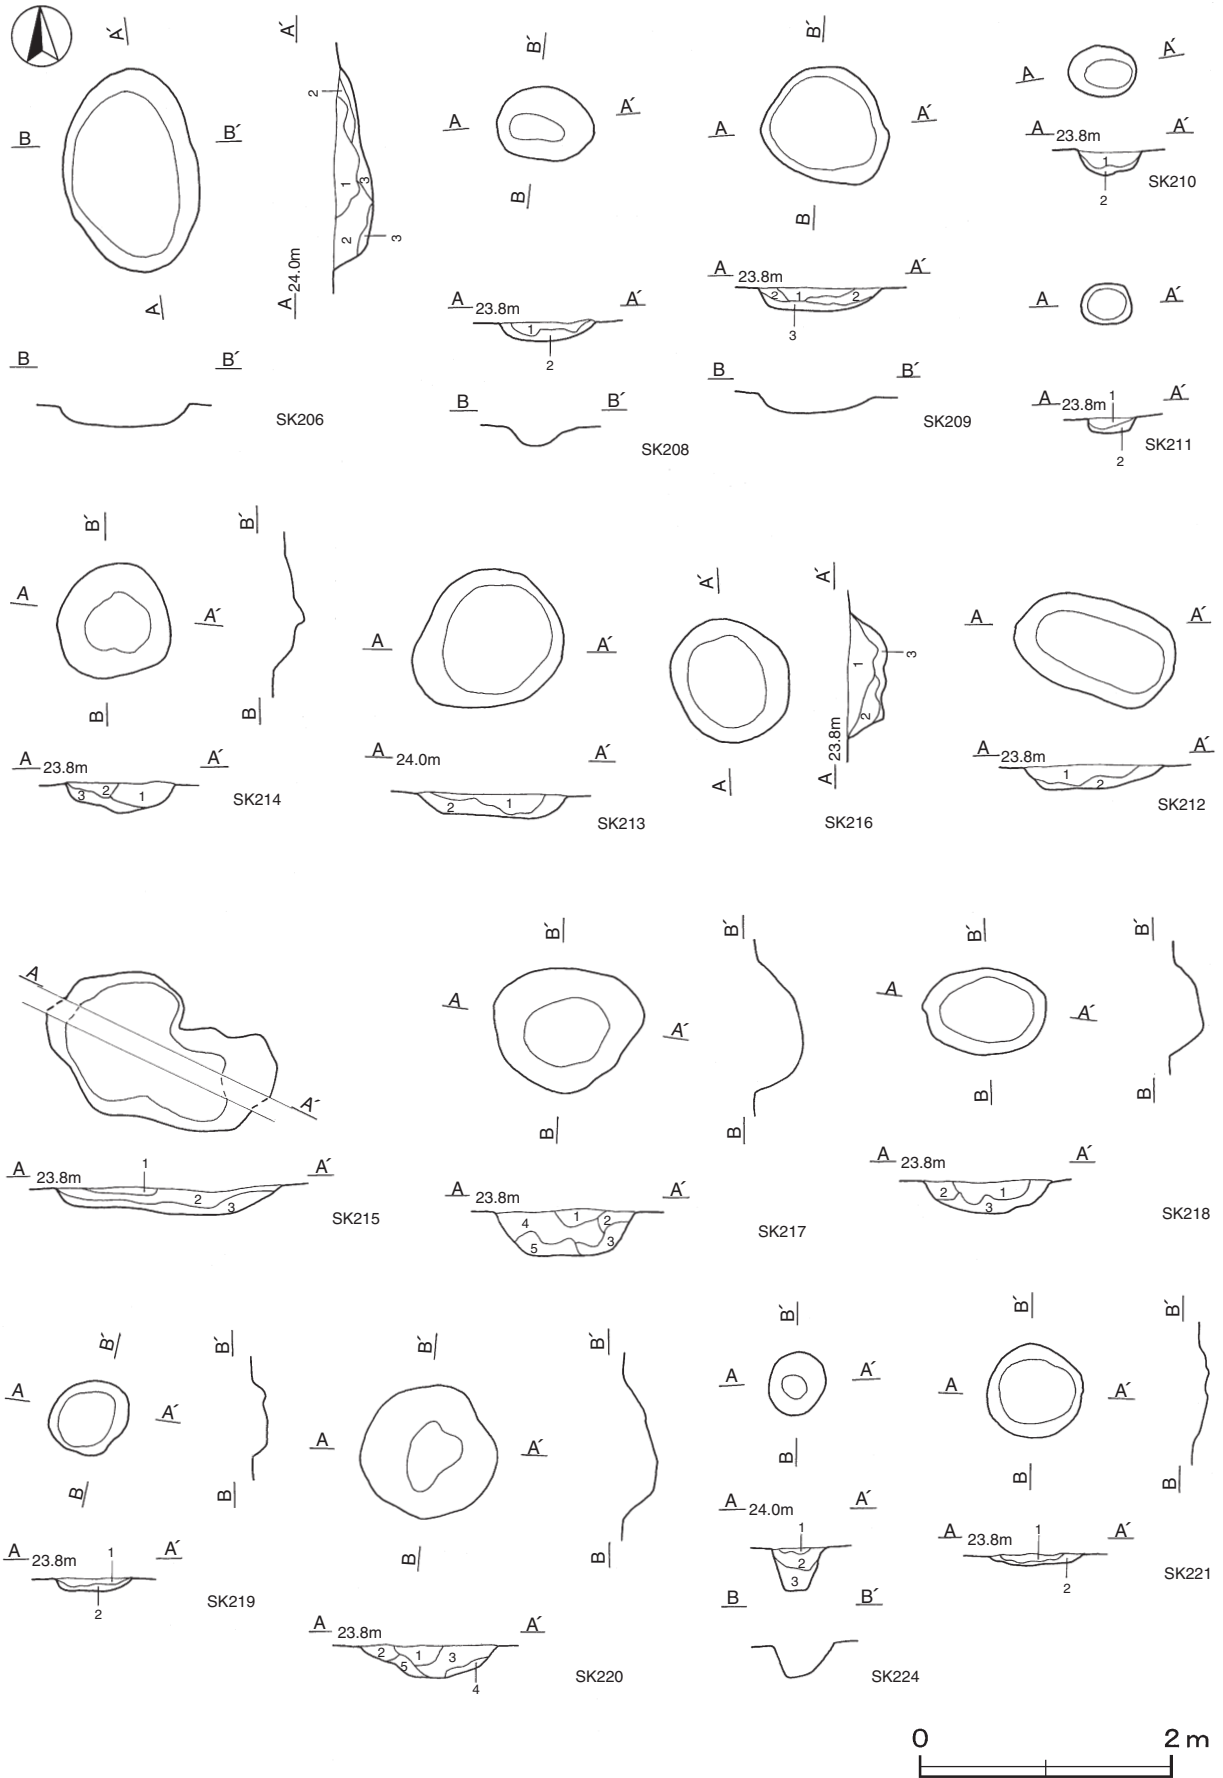 A´
A
B
B´
A´
2
1
3
2
3
A
24.0m
B
B´
SK206
B´
A
A´
B
A
23.8m
A´
1
2
B
B´
SK208
B´
A
A´
B
A
23.8m
A´
2
1
2
3
B
B´
SK209
A
A´
A
23.8m
A´
1
2
SK210
A
A´
A
23.8m
1
A´
2
SK211
B´
A
A´
B
B´
B
A
23.8m
A´
3
2
1
SK214
A
A´
A
24.0m
A´
2
1
SK213
A´
A
A´
1
3
2
23.8m
A
SK216
A
A´
A
23.8m
A´
1
2
SK212
A
A´
A
23.8m
1
A´
2
3
SK215
B´
A
A´
B
B´
B
A
23.8m
A´
4
1
2
5
3
SK217
B´
A
A´
B
B´
B
A
23.8m
A´
2
1
3
SK218
B´
A
A´
B
B´
B
A
23.8m
1
A´
2
SK219
B´
A
A´
B
B´
B
A
23.8m
A´
2
1
3
5
4
SK220
B´
A
A´
B
A
24.0m
A´
1
2
3
B
B´
SK224
B´
A
A´
B
B´
B
A
23.8m
1
A´
2
SK221
0
2 m